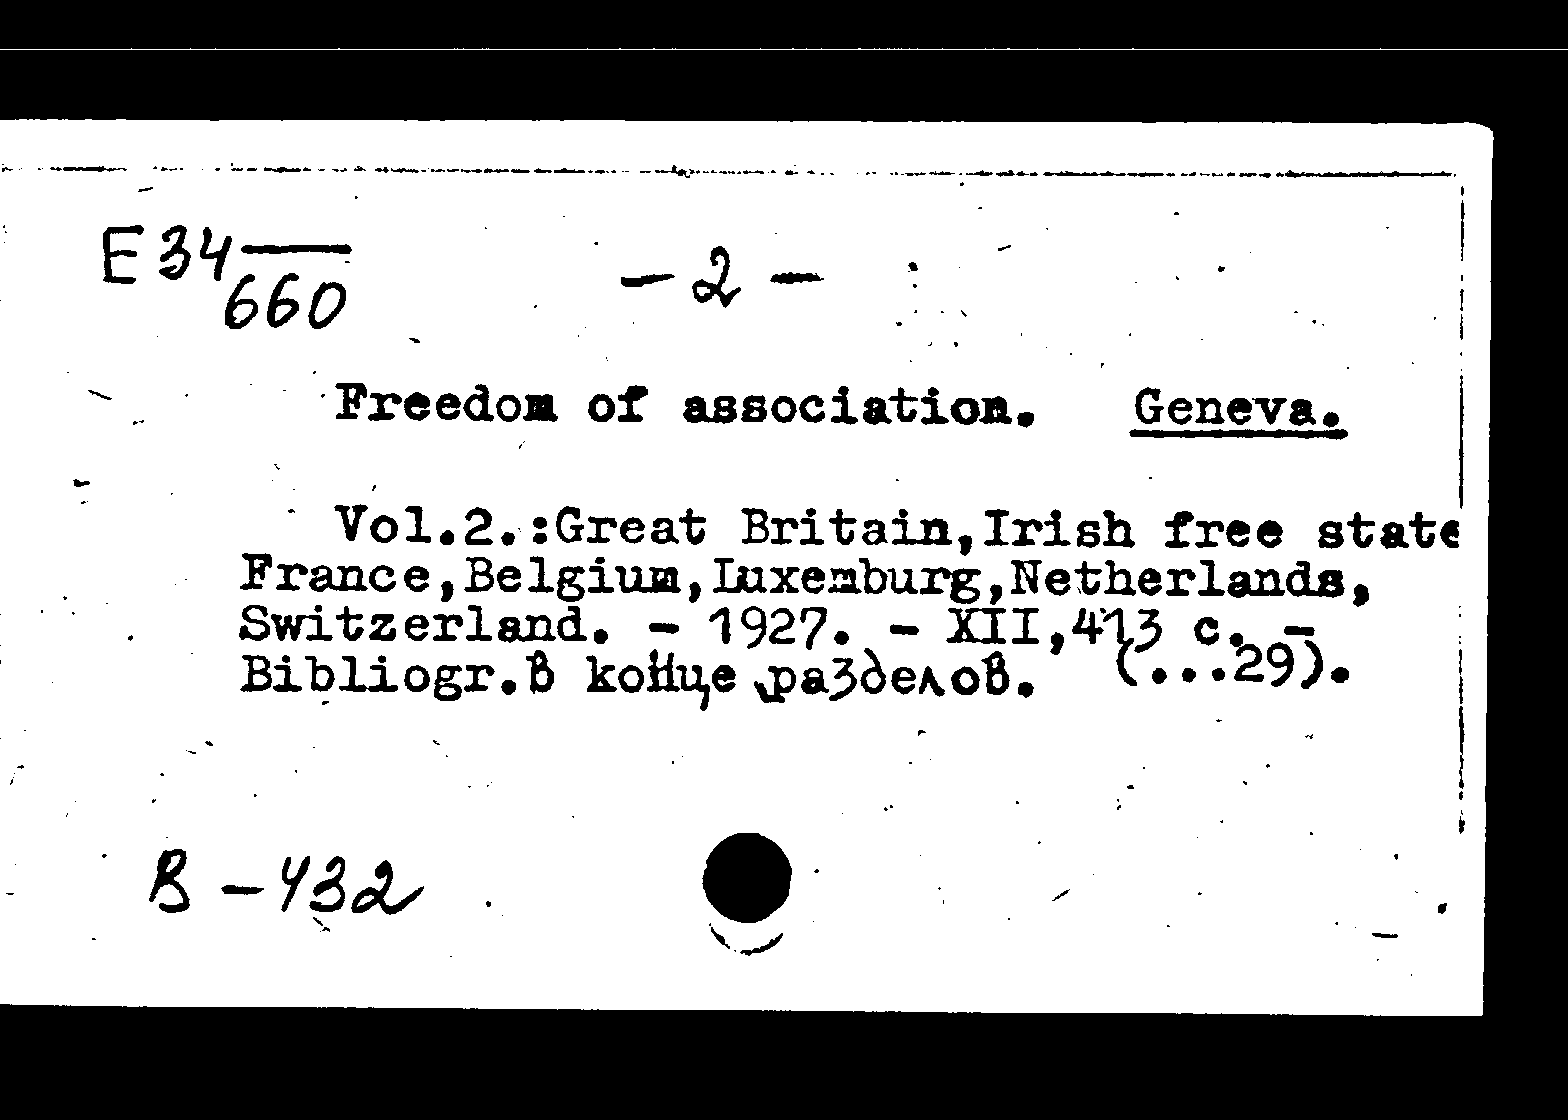 E34
660
- 2 -
Freedom of association. Geneva.
Vol.2.:Great Britain,Irish free state
France,Belgium,Luxemburg,Netherlands,
Switzerland. - 1927. - XII,413 с. -
Bibliogr.в конце разделов. (...29).
В - 432